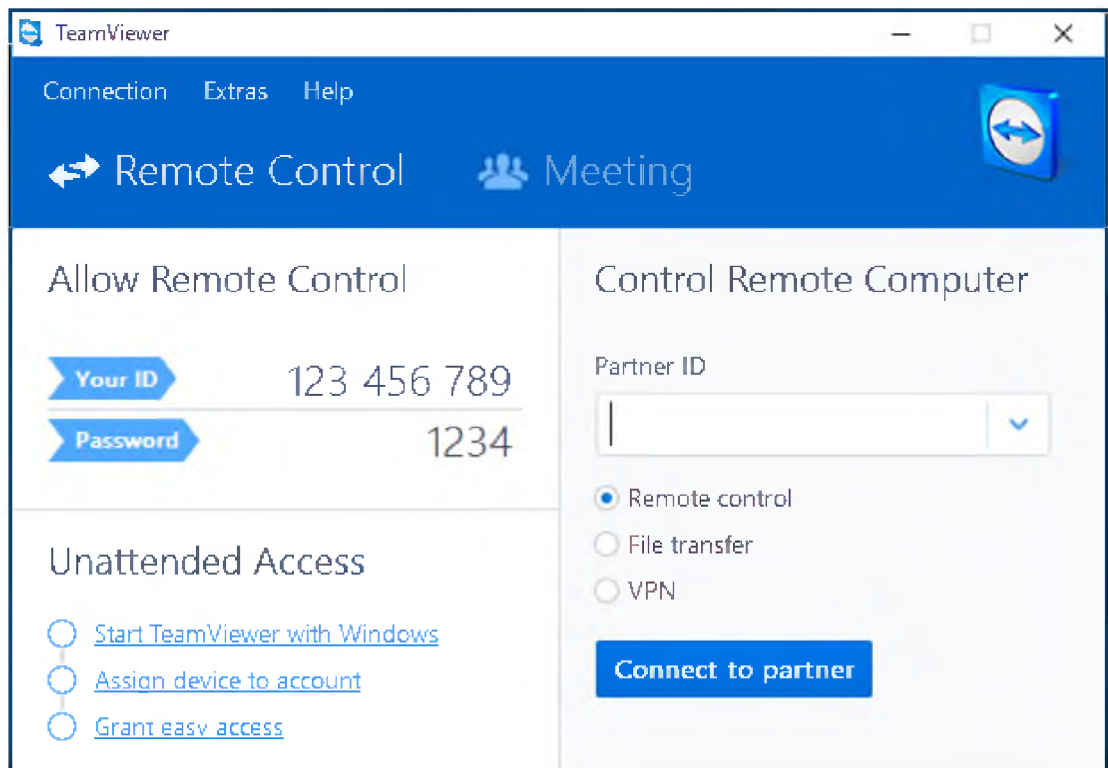 TeamViewer
Connection Extras Help
Remote Control Meeting
Allow Remote Control
Your ID 123 456 789
Password 1234
Unattended Access
Start TeamViewer with Windows
Assign device to account
Grant easy access
Control Remote Computer
Partner ID
Remote control
File transfer
VPN
Connect to partner